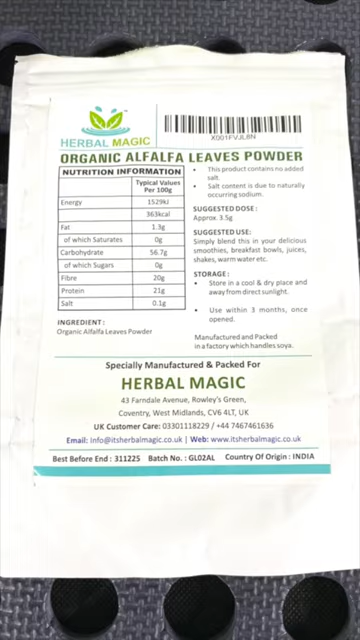 HERBAL MAGIC
X001FVJL8N
ORGANIC ALFALFA LEAVES POWDER
NUTRITION INFORMATION
Typical Values
Per 100g
Energy 1529kJ
363kcal
Fat 1.3g
of which Saturates 0g
Carbohydrate 56.7g
of which Sugars 0g
Fibre 20g
Protein 21g
Salt 0.1g
INGREDIENT :
Organic Alfalfa Leaves Powder
• This product contains no added
salt.
• Salt content is due to naturally
occurring sodium.
SUGGESTED DOSE :
Approx. 3.5g
SUGGESTED USE:
Simply blend this in your delicious
smoothies, breakfast bowls, juices,
shakes, warm water etc.
STORAGE :
• Store in a cool & dry place and
away from direct sunlight.
• Use within 3 months, once
opened.
Manufactured and Packed
in a factory which handles soya.
Specially Manufactured & Packed For
HERBAL MAGIC
43 Farndale Avenue, Rowley's Green,
Coventry, West Midlands, CV6 4LT, UK
UK Customer Care: 03301118229 / +44 7467461636
Email: info@itsherbalmagic.co.uk | Web: www.itsherbalmagic.co.uk
Best Before End : 311225 Batch No. : GL02AL Country Of Origin : INDIA